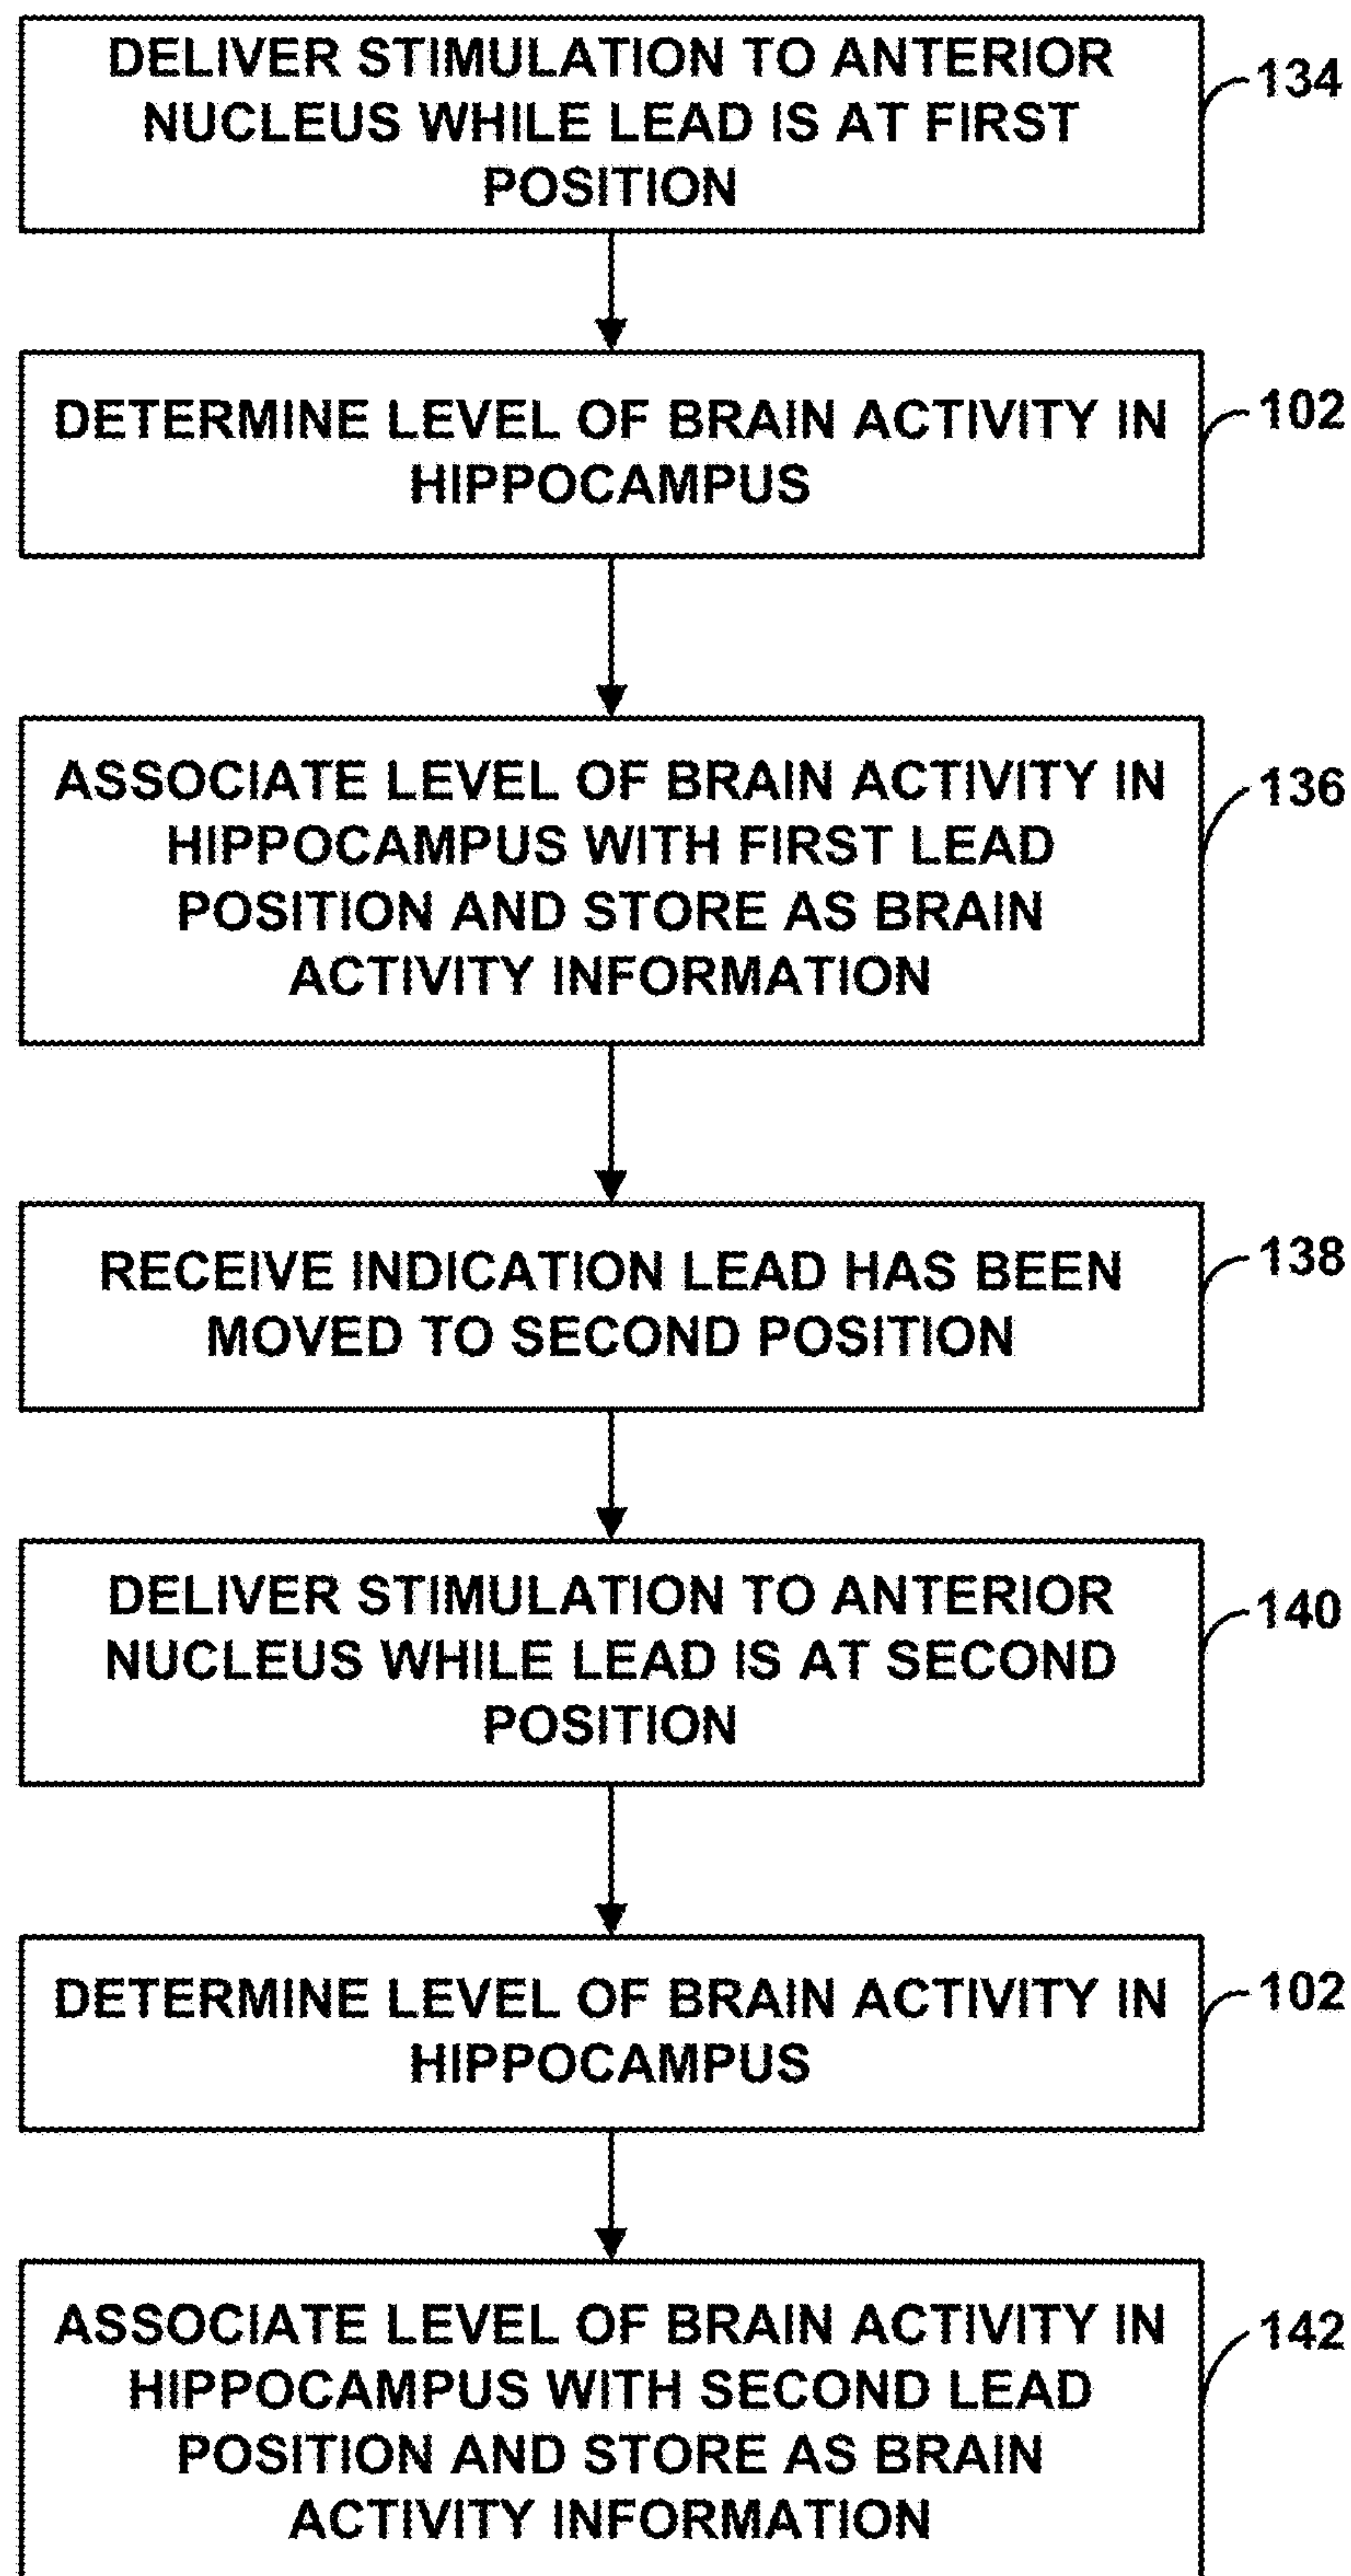 DELIVER STIMULATION TO ANTERIOR
NUCLEUS WHILE LEAD IS AT FIRST
POSITION
134
DETERMINE LEVEL OF BRAIN ACTIVITY IN
HIPPOCAMPUS
102
ASSOCIATE LEVEL OF BRAIN ACTIVITY IN
HIPPOCAMPUS WITH FIRST LEAD
POSITION AND STORE AS BRAIN
ACTIVITY INFORMATION
136
RECEIVE INDICATION LEAD HAS BEEN
MOVED TO SECOND POSITION
138
DELIVER STIMULATION TO ANTERIOR
NUCLEUS WHILE LEAD IS AT SECOND
POSITION
140
DETERMINE LEVEL OF BRAIN ACTIVITY IN
HIPPOCAMPUS
102
ASSOCIATE LEVEL OF BRAIN ACTIVITY IN
HIPPOCAMPUS WITH SECOND LEAD
POSITION AND STORE AS BRAIN
ACTIVITY INFORMATION
142